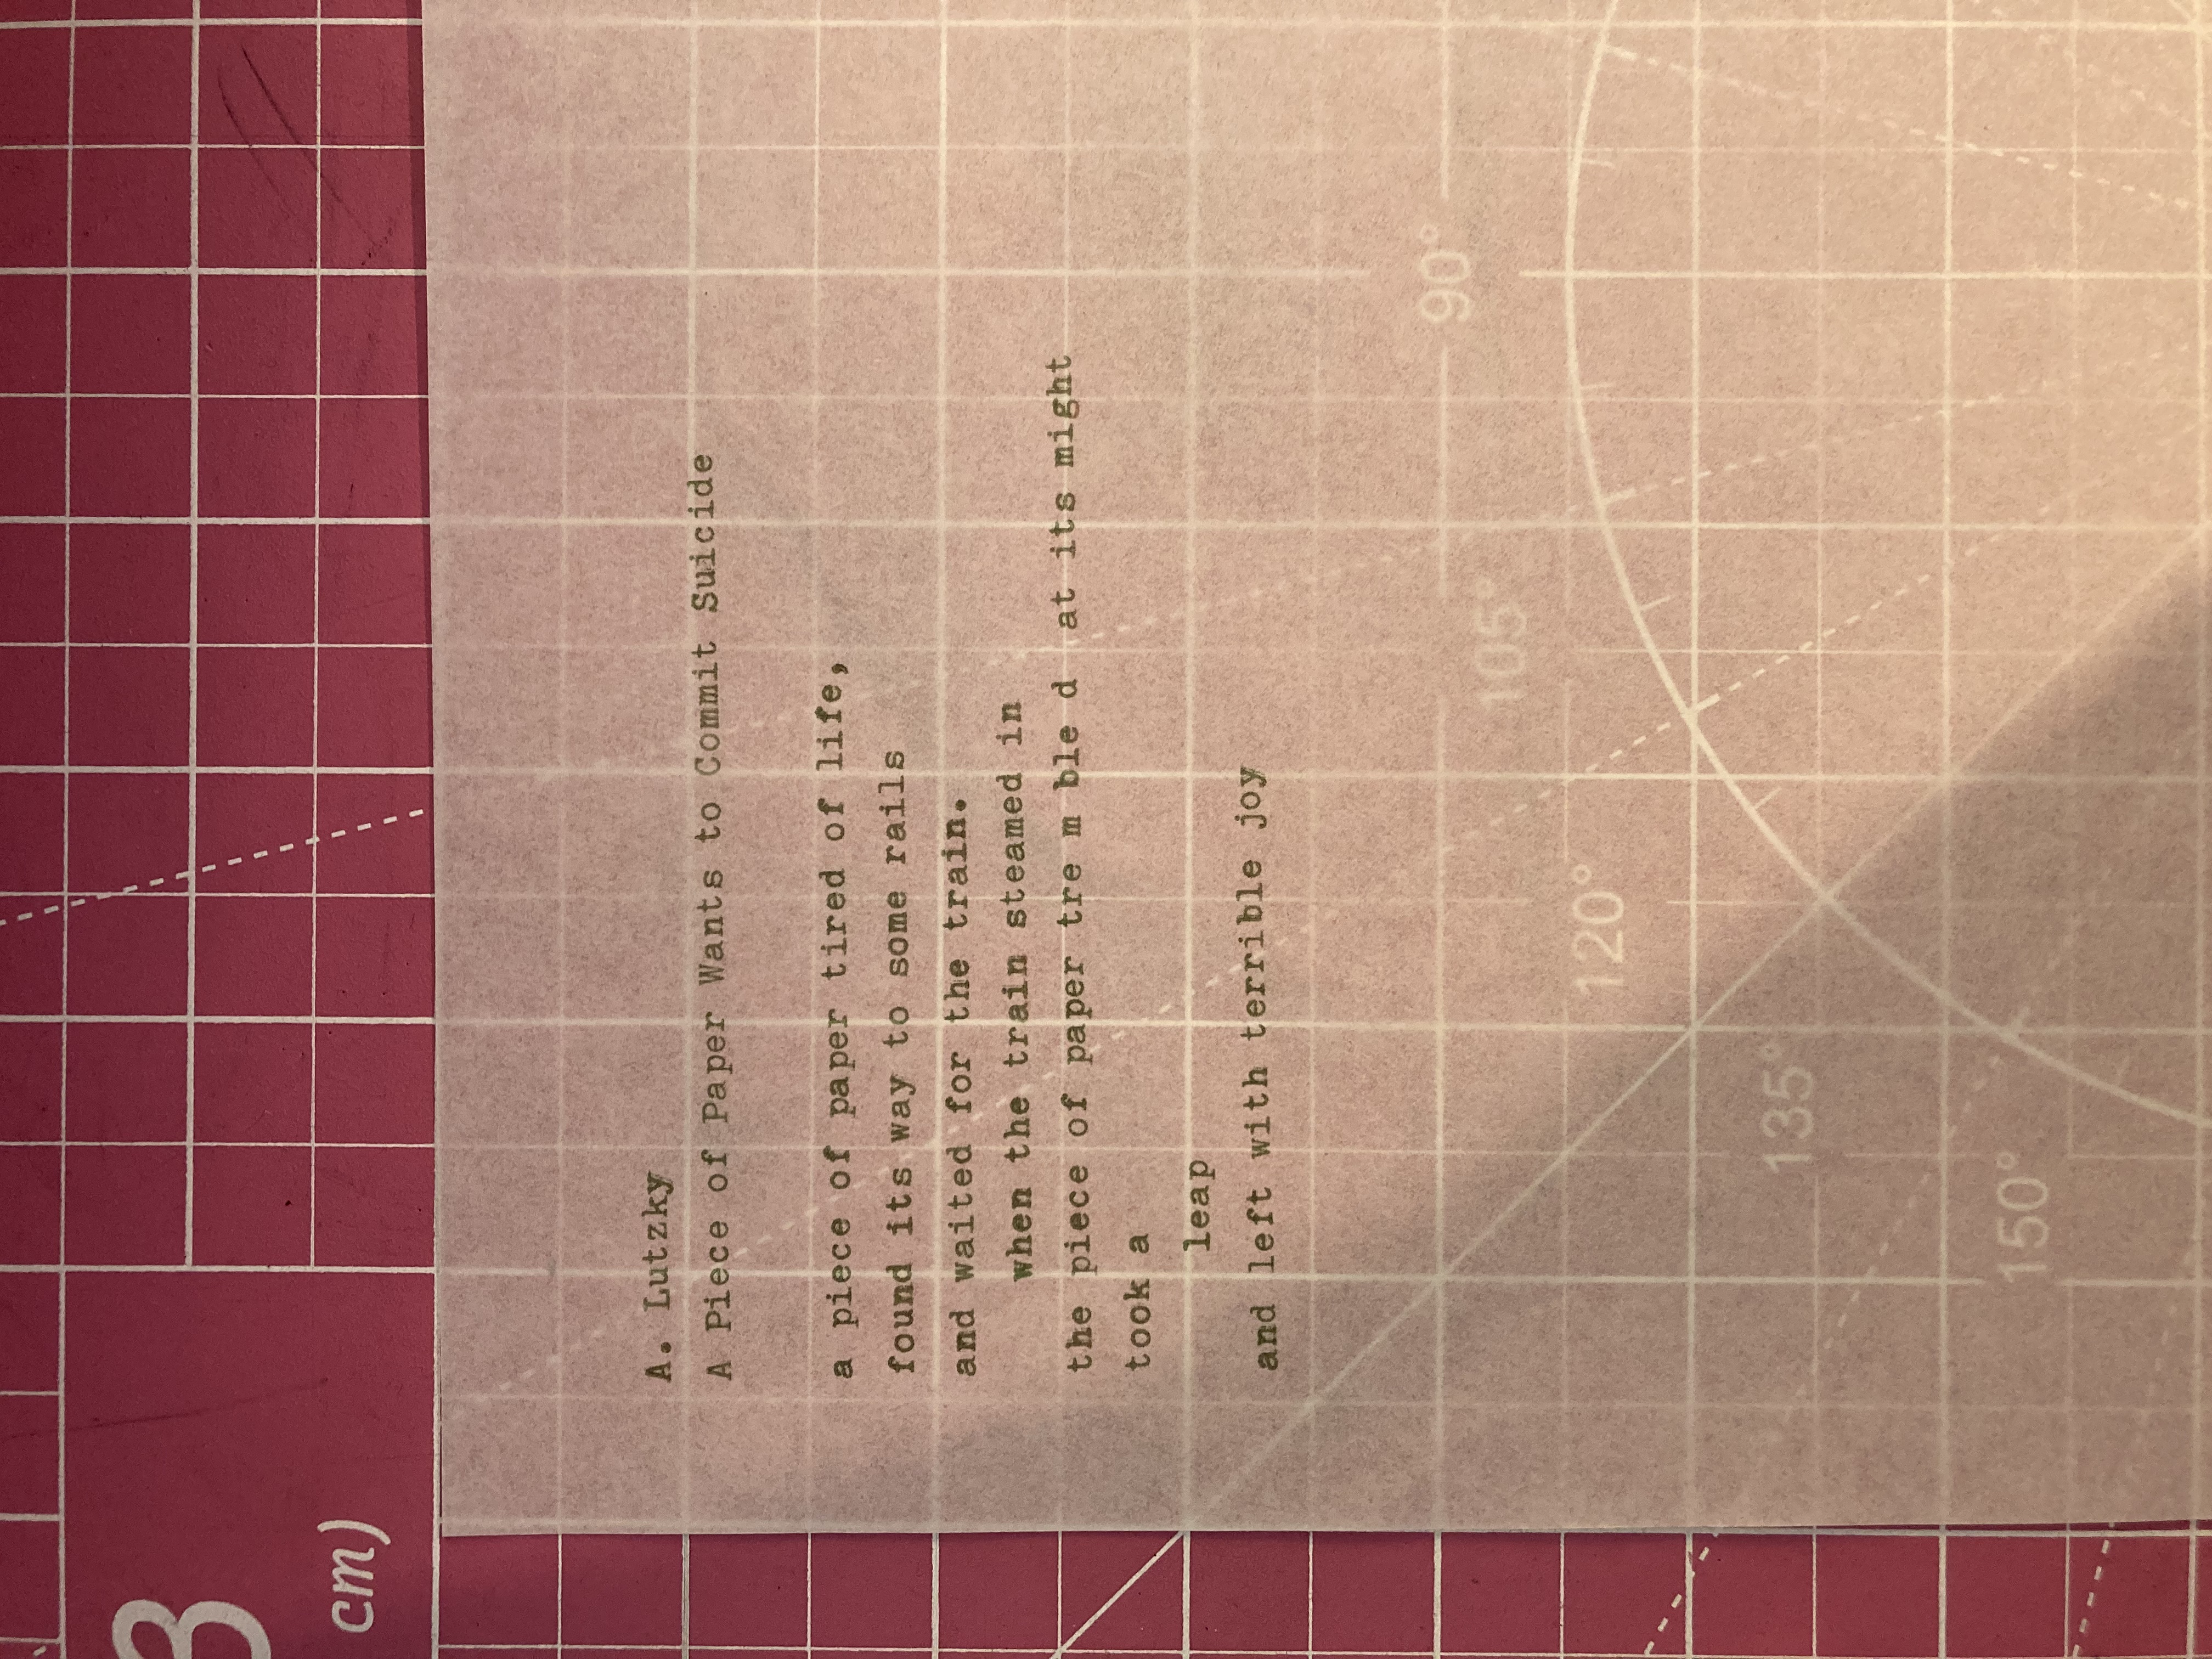 3
cm)
A. Lutzky
A Piece of Paper Wants to Commit Suicide
a piece of paper tired of life,
found its way to some rails
and waited for the train.
when the train steamed in
the piece of paper tre m ble d  at its might
took a
leap
and left with terrible joy
90°
105°
120°
135°
150°